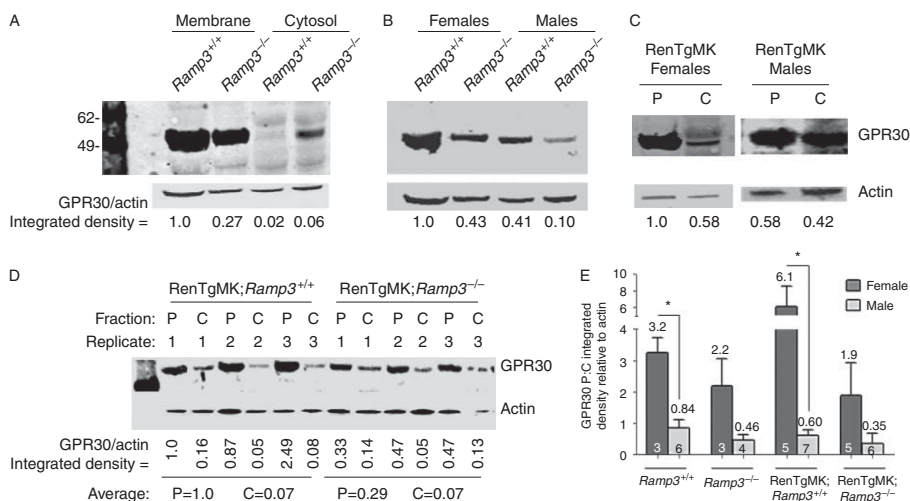 A
Membrane Cytosol
Ramp3+/+ Ramp3−/− Ramp3+/+ Ramp3−/−
62-
49-
GPR30/actin
Integrated density = 1.0 0.27 0.02 0.06
B
Females Males
Ramp3+/+ Ramp3−/− Ramp3+/+ Ramp3−/−
1.0 0.43 0.41 0.10
C
RenTgMK Females RenTgMK Males
P C P C
GPR30
Actin
1.0 0.58 0.58 0.42
D
RenTgMK;Ramp3+/+ RenTgMK;Ramp3−/−
Fraction: P C P C P C P C P C P C
Replicate: 1 1 2 2 3 3 1 1 2 2 3 3
GPR30
Actin
GPR30/actin
Integrated density = 1.0 0.16 0.87 0.05 2.49 0.08 0.33 0.14 0.47 0.05 0.47 0.13
Average: P=1.0 C=0.07 P=0.29 C=0.07
E
GPR30 P:C integrated
density relative to actin
10
8
6
4
3
2
1
0
Female
Male
* *
3.2 0.84 2.2 0.46 6.1 0.60 1.9 0.35
3 6 3 4 5 7 5 6
Ramp3+/+ Ramp3−/− RenTgMK; Ramp3+/+ RenTgMK; Ramp3−/−